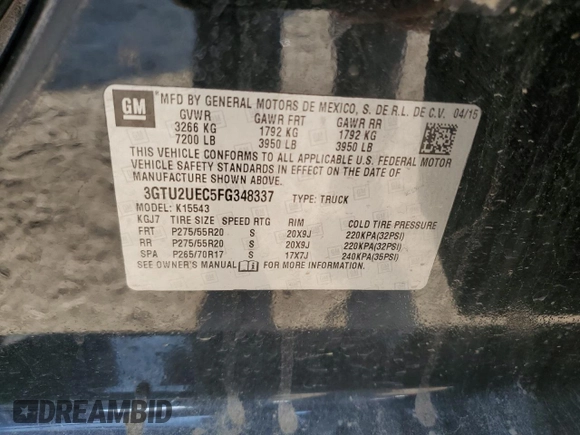 GM MFD BY GENERAL MOTORS DE MEXICO, S. DE R.L. DE C.V. 04/15
GVWR GAWR FRT GAWR RR
3266 KG 1792 KG 1792 KG
7200 LB 3950 LB 3950 LB
THIS VEHICLE CONFORMS TO ALL APPLICABLE U.S. FEDERAL MOTOR
VEHICLE SAFETY STANDARDS IN EFFECT ON THE DATE OF
MANUFACTURE SHOWN ABOVE.
3GTU2UEC5FG348337 TYPE: TRUCK
MODEL: K15543
KGJ7 TIRE SIZE SPEED RTG RIM COLD TIRE PRESSURE
FRT P275/55R20 S 20X9J 220KPA(32PSI)
RR P275/55R20 S 20X9J 220KPA(32PSI)
SPA P265/70R17 S 17X7J 240KPA(35PSI)
SEE OWNER'S MANUAL FOR MORE INFORMATION.
DREAMBID